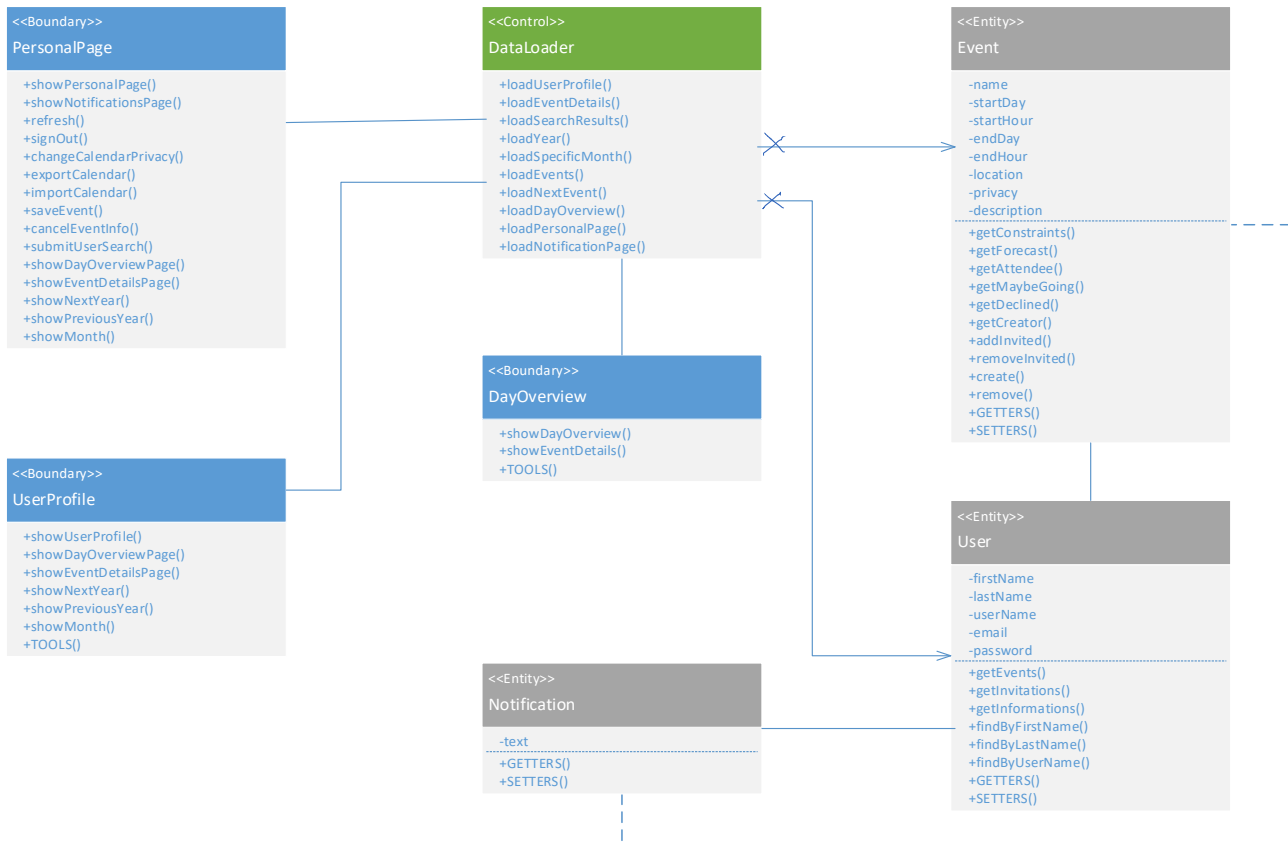 <<Boundary>>
PersonalPage
+showPersonalPage()
+showNotificationsPage()
+refresh()
+signOut()
+changeCalendarPrivacy()
+exportCalendar()
+importCalendar()
+saveEvent()
+cancelEventInfo()
+submitUserSearch()
+showDayOverviewPage()
+showEventDetailsPage()
+showNextYear()
+showPreviousYear()
+showMonth()
<<Control>>
DataLoader
+loadUserProfile()
+loadEventDetails()
+loadSearchResults()
+loadYear()
+loadSpecificMonth()
+loadEvents()
+loadNextEvent()
+loadDayOverview()
+loadPersonalPage()
+loadNotificationPage()
<<Entity>>
Event
-name
-startDay
-startHour
-endDay
-endHour
-location
-privacy
-description
+getConstraints()
+getForecast()
+getAttendee()
+getMaybeGoing()
+getDeclined()
+getCreator()
+addInvited()
+removeInvited()
+create()
+remove()
+GETTERS()
+SETTERS()
<<Boundary>>
DayOverview
+showDayOverview()
+showEventDetails()
+TOOLS()
<<Boundary>>
UserProfile
+showUserProfile()
+showDayOverviewPage()
+showEventDetailsPage()
+showNextYear()
+showPreviousYear()
+showMonth()
+TOOLS()
<<Entity>>
User
-firstName
-lastName
-userName
-email
-password
+getEvents()
+getInvitations()
+getInformations()
+findByFirstName()
+findByLastName()
+findByUserName()
+GETTERS()
+SETTERS()
<<Entity>>
Notification
-text
+GETTERS()
+SETTERS()